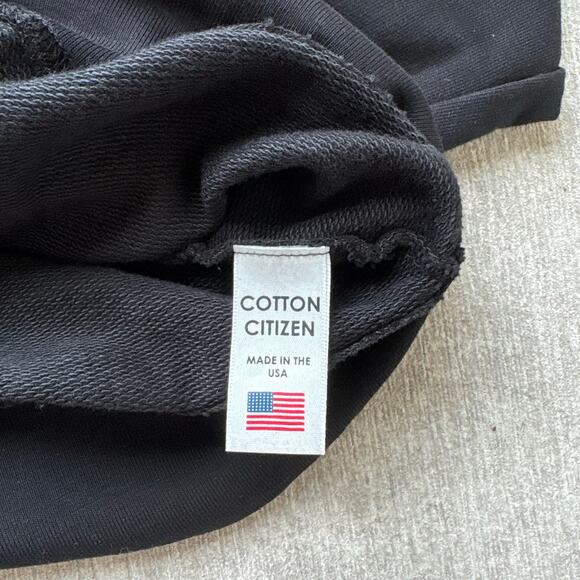 COTTON
CITIZEN
MADE IN THE
USA